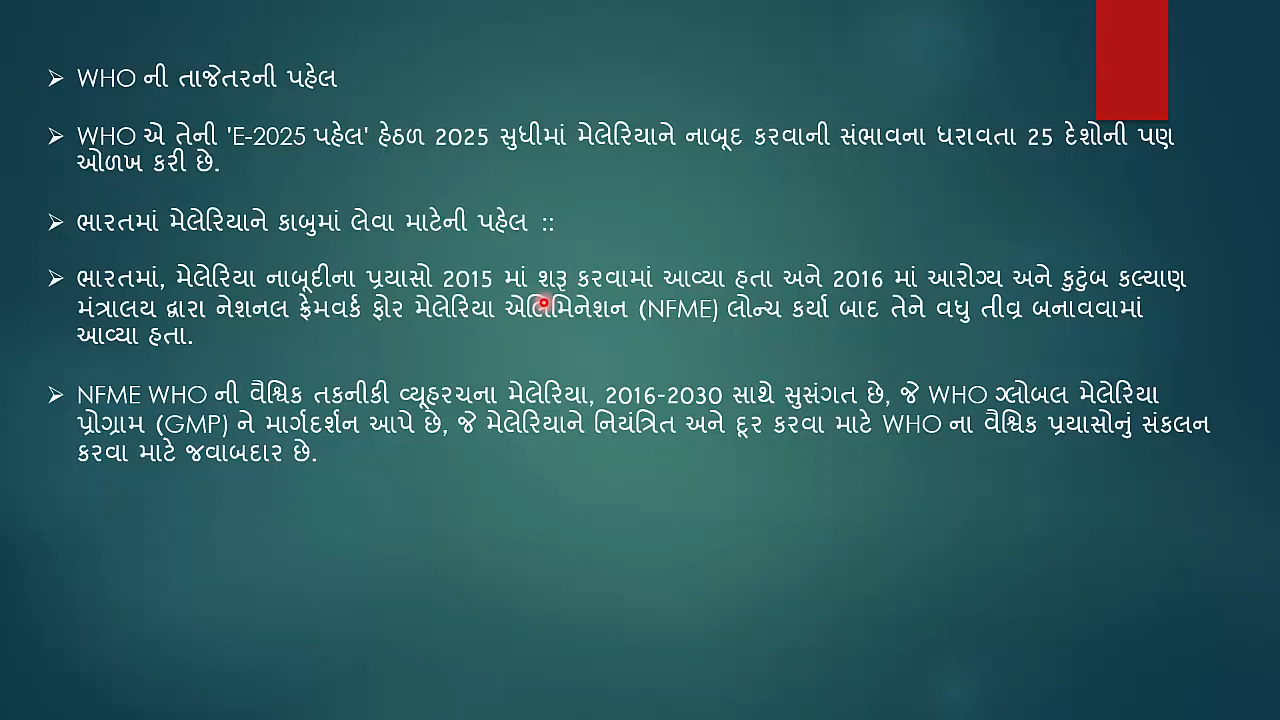 ➢ WHO ની તાજેતરની પહેલ
➢ WHO એ તેની 'E-2025 પહેલ' હેઠળ 2025 સુધીમાં મેલેરિયાને નાબૂદ કરવાની સંભાવના ધરાવતા 25 દેશોની પણ
ઓળખ કરી છે.
➢ ભારતમાં મેલેરિયાને કાબુમાં લેવા માટેની પહેલ ::
➢ ભારતમાં, મેલેરિયા નાબૂદીના પ્રયાસો 2015 માં શરૂ કરવામાં આવ્યા હતા અને 2016 માં આરોગ્ય અને કુટુંબ કલ્યાણ
મંત્રાલય દ્વારા નેશનલ ફ્રેમવર્ક ફોર મેલેરિયા એલિમિનેશન (NFME) લોન્ચ કર્યા બાદ તેને વધુ તીવ્ર બનાવવામાં
આવ્યા હતા.
➢ NFME WHO ની વૈશ્વિક તકનીકી વ્યૂહરચના મેલેરિયા, 2016-2030 સાથે સુસંગત છે, જે WHO ગ્લોબલ મેલેરિયા
પ્રોગ્રામ (GMP) ને માર્ગદર્શન આપે છે, જે મેલેરિયાને નિયંત્રિત અને દૂર કરવા માટે WHO ના વૈશ્વિક પ્રયાસોનું સંકલન
કરવા માટે જવાબદાર છે.